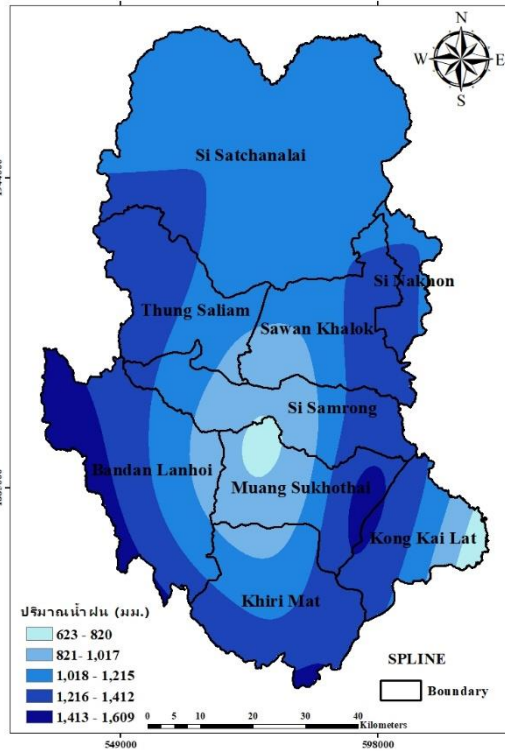 N
W E
S
Si Satchanalai
Si Nakhon
Thung Saliam
Sawan Khalok
Si Samrong
Bandan Lanhoi
Muang Sukhothai
Kong Kai Lat
Khiri Mat
ปริมาณน้ำฝน (มม.)
623 - 820
821- 1,017
1,018 - 1,215
1,216 - 1,412
1,413 - 1,609
SPLINE
Boundary
0 5 10 20 30 40
Kilometers
549000 598000